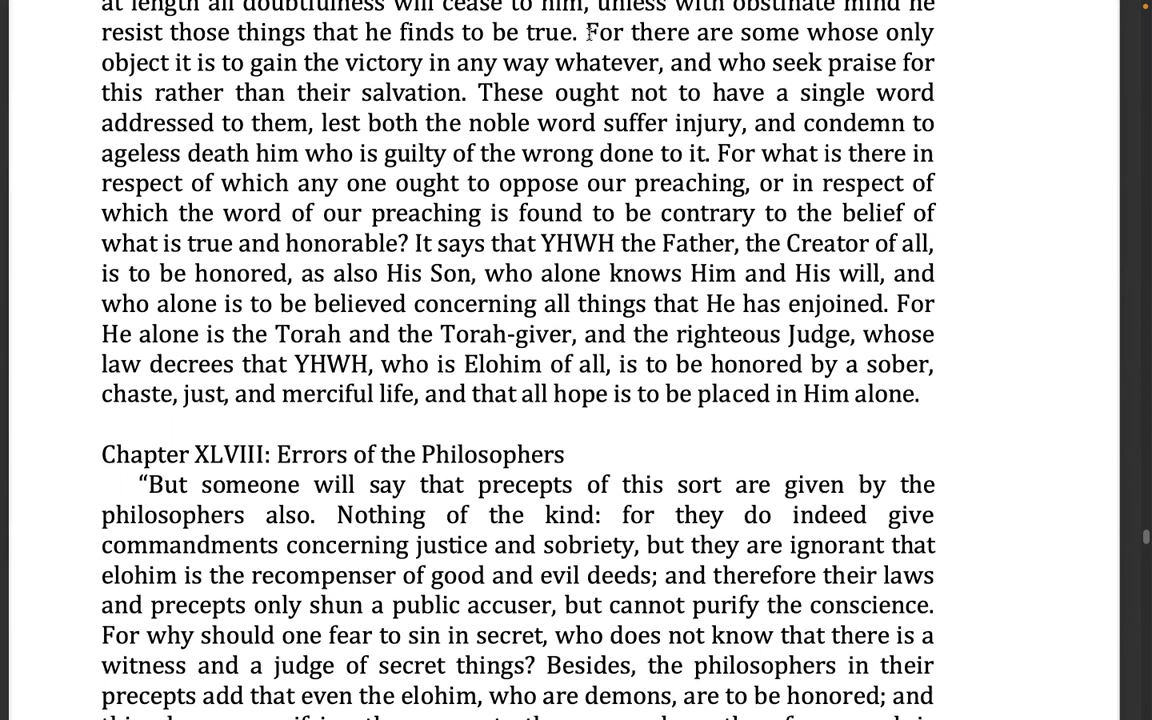 at length all doubtfulness will cease to him, unless with obstinate mind he
resist those things that he finds to be true. For there are some whose only
object it is to gain the victory in any way whatever, and who seek praise for
this rather than their salvation. These ought not to have a single word
addressed to them, lest both the noble word suffer injury, and condemn to
ageless death him who is guilty of the wrong done to it. For what is there in
respect of which any one ought to oppose our preaching, or in respect of
which the word of our preaching is found to be contrary to the belief of
what is true and honorable? It says that YHWH the Father, the Creator of all,
is to be honored, as also His Son, who alone knows Him and His will, and
who alone is to be believed concerning all things that He has enjoined. For
He alone is the Torah and the Torah-giver, and the righteous Judge, whose
law decrees that YHWH, who is Elohim of all, is to be honored by a sober,
chaste, just, and merciful life, and that all hope is to be placed in Him alone.
Chapter XLVIII: Errors of the Philosophers
“But someone will say that precepts of this sort are given by the
philosophers also. Nothing of the kind: for they do indeed give
commandments concerning justice and sobriety, but they are ignorant that
elohim is the recompenser of good and evil deeds; and therefore their laws
and precepts only shun a public accuser, but cannot purify the conscience.
For why should one fear to sin in secret, who does not know that there is a
witness and a judge of secret things? Besides, the philosophers in their
precepts add that even the elohim, who are demons, are to be honored; and